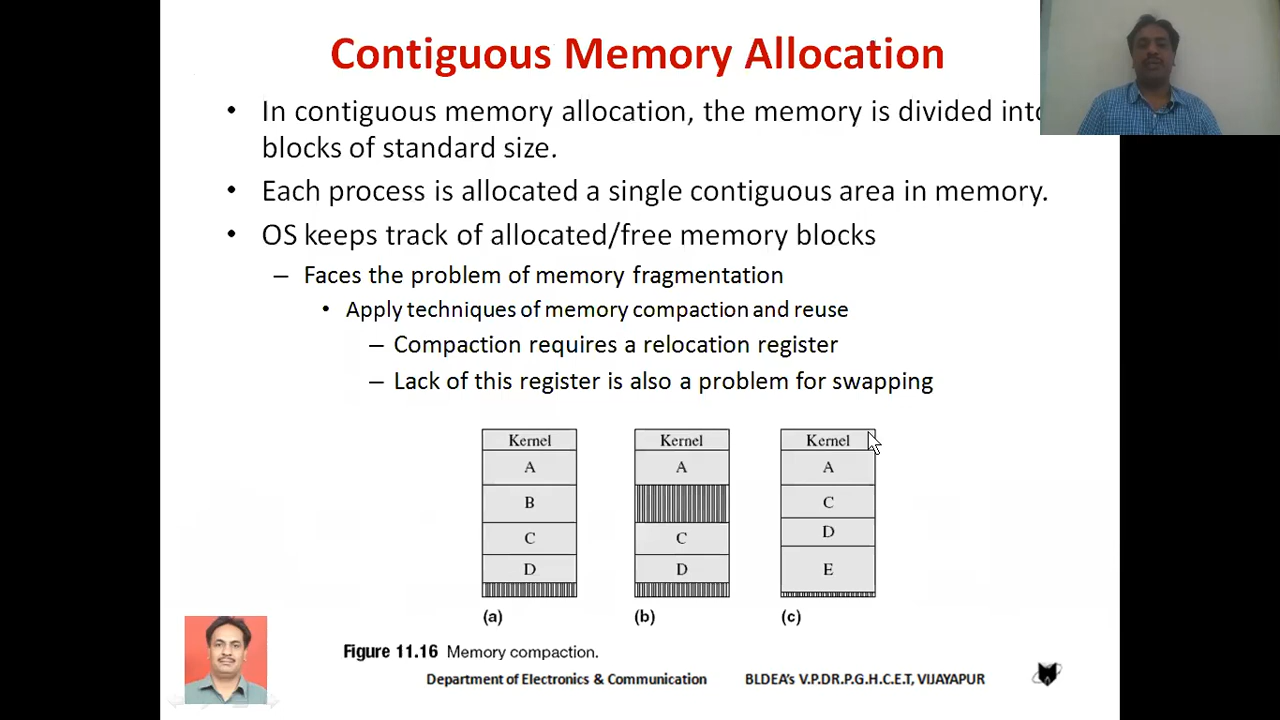 Contiguous Memory Allocation
• In contiguous memory allocation, the memory is divided into
blocks of standard size.
• Each process is allocated a single contiguous area in memory.
• OS keeps track of allocated/free memory blocks
– Faces the problem of memory fragmentation
• Apply techniques of memory compaction and reuse
– Compaction requires a relocation register
– Lack of this register is also a problem for swapping
Kernel Kernel Kernel
A A A
B C
C C D
D D E
(a) (b) (c)
Figure 11.16 Memory compaction.
Department of Electronics & Communication BLDEA's V.P.DR.P.G.H.C.E.T, VIJAYAPUR